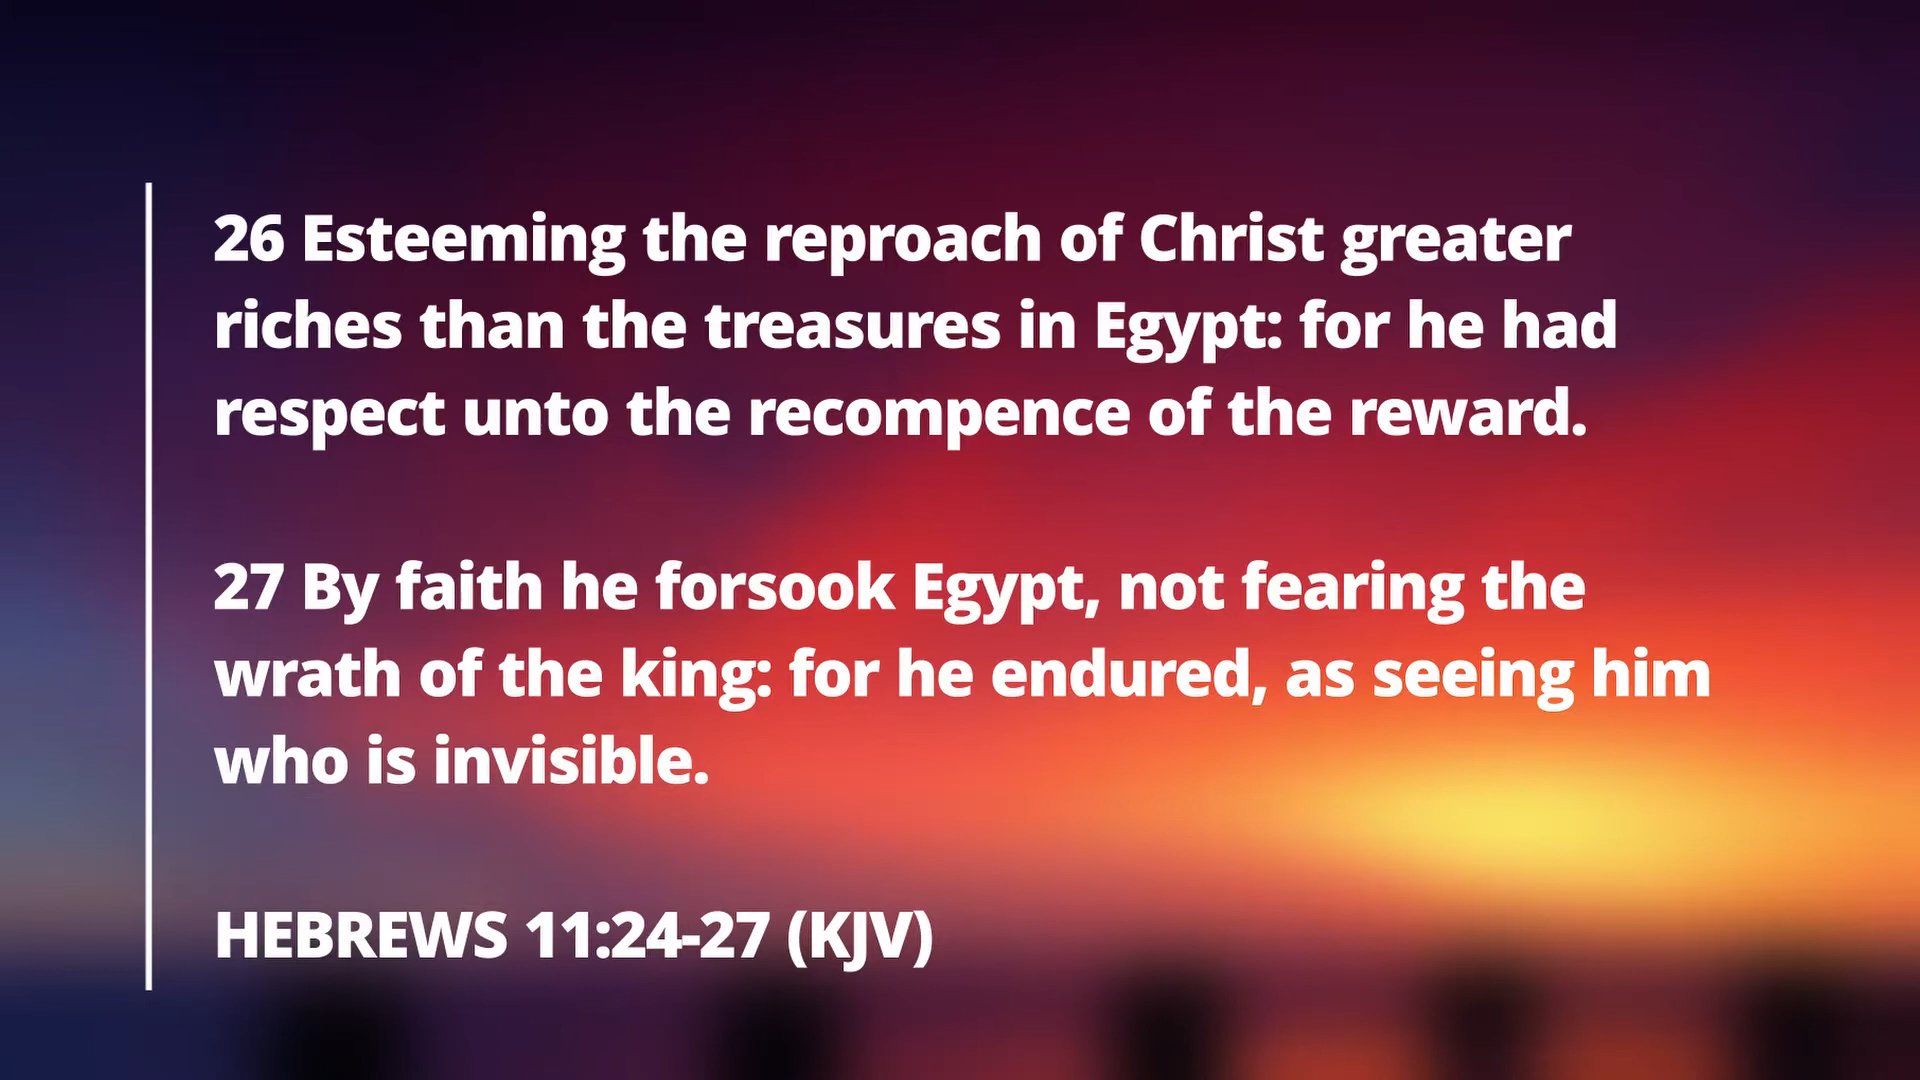 26 Esteeming the reproach of Christ greater
riches than the treasures in Egypt: for he had
respect unto the recompence of the reward.
27 By faith he forsook Egypt, not fearing the
wrath of the king: for he endured, as seeing him
who is invisible.
HEBREWS 11:24-27 (KJV)